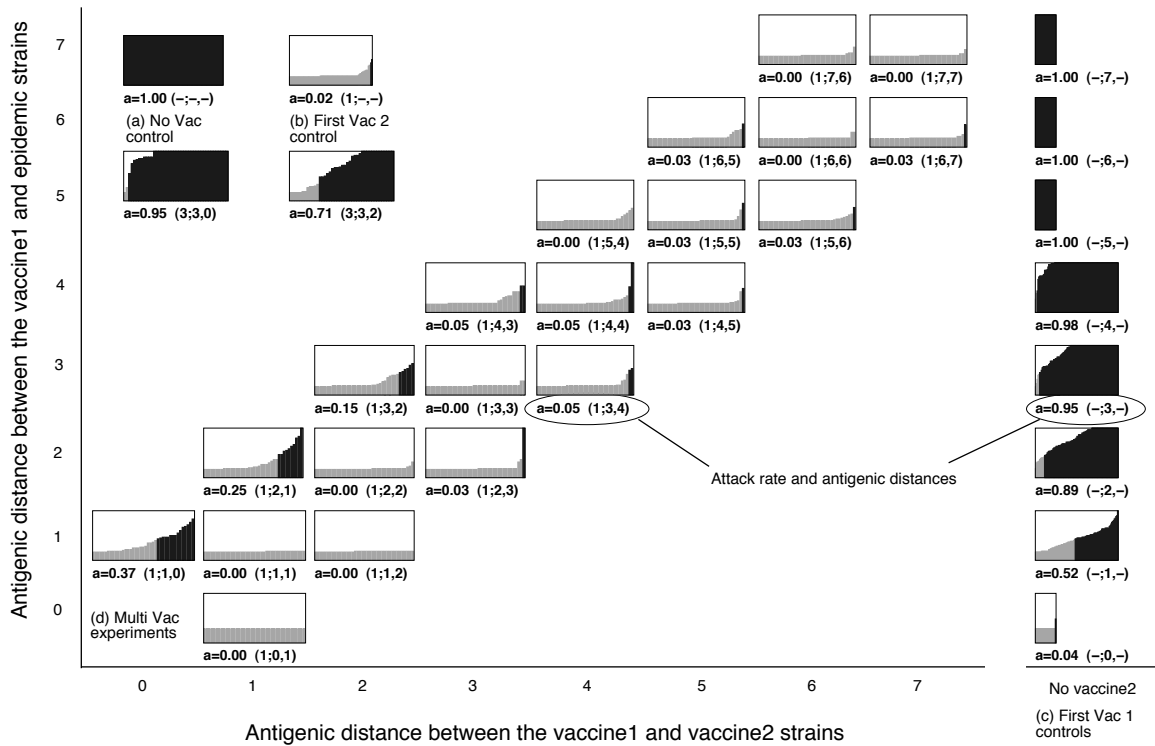 Antigenic distance between the vaccine1 and epidemic strains
7
a=1.00 (–;–,–)
(a) No Vac
control
a=0.02 (1;–,–)
(b) First Vac 2
control
a=0.00 (1;7,6)
a=0.00 (1;7,7)
a=1.00 (–;7,–)
6
a=0.95 (3;3,0)
a=0.71 (3;3,2)
a=0.03 (1;6,5)
a=0.00 (1;6,6)
a=0.03 (1;6,7)
a=1.00 (–;6,–)
5
a=0.00 (1;5,4)
a=0.03 (1;5,5)
a=0.03 (1;5,6)
a=1.00 (–;5,–)
4
a=0.05 (1;4,3)
a=0.05 (1;4,4)
a=0.03 (1;4,5)
a=0.98 (–;4,–)
3
a=0.15 (1;3,2)
a=0.00 (1;3,3)
a=0.05 (1;3,4)
a=0.95 (–;3,–)
2
a=0.25 (1;2,1)
a=0.00 (1;2,2)
a=0.03 (1;2,3)
Attack rate and antigenic distances
a=0.89 (–;2,–)
1
a=0.37 (1;1,0)
a=0.00 (1;1,1)
a=0.00 (1;1,2)
a=0.52 (–;1,–)
0
(d) Multi Vac
experiments
a=0.00 (1;0,1)
a=0.04 (–;0,–)
0 1 2 3 4 5 6 7
No vaccine2
(c) First Vac 1
controls
Antigenic distance between the vaccine1 and vaccine2 strains